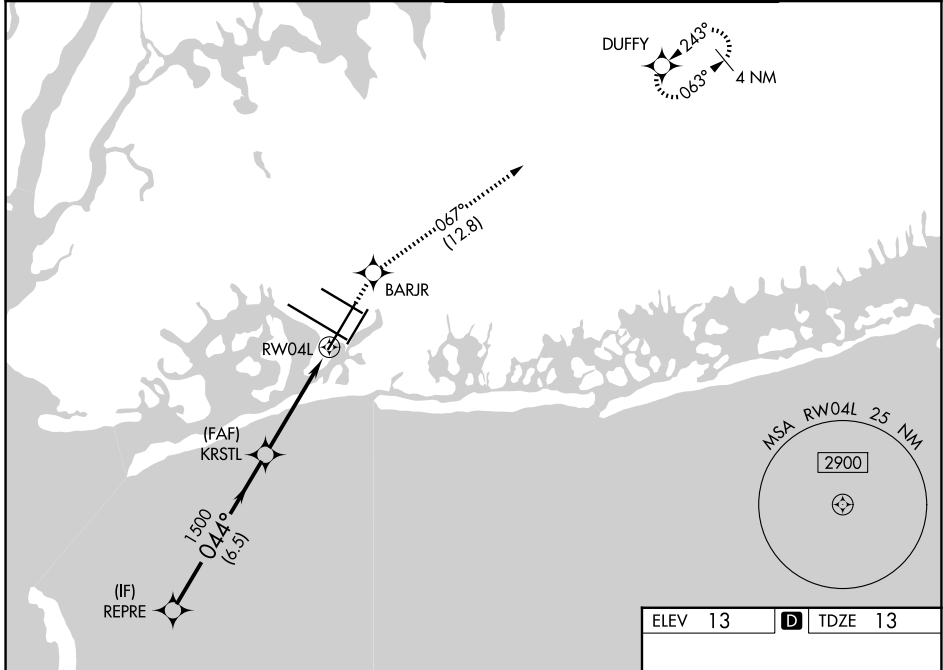 DUFFY
243°
063°
4 NM
067°
(12.8)
BARJR
RW04L
(FAF)
KRSTL
1500
044°
(6.5)
(IF)
REPRE
MSA RW04L 25 NM
2900
ELEV 13 D TDZE 13